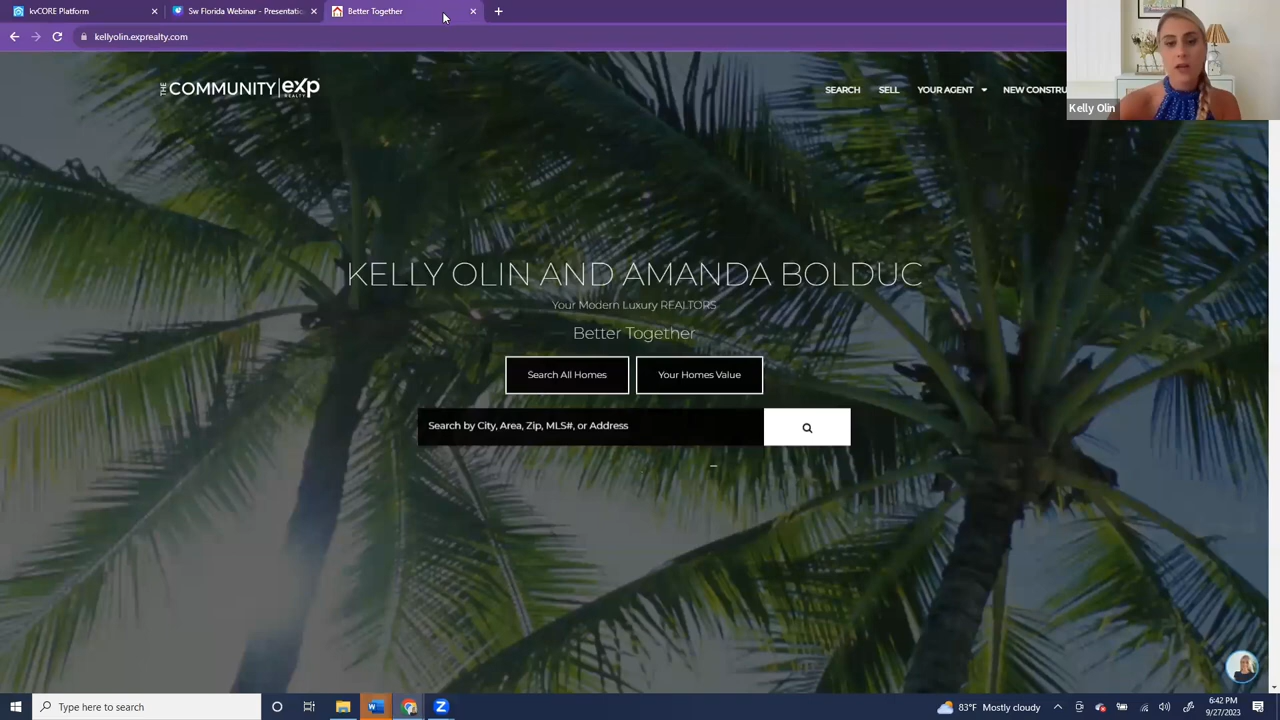 kvCORE Platform
Sw Florida Webinar - Presentatio
Better Together
kellyolin.exprealty.com
THE COMMUNITY | eXp REALTY
SEARCH SELL YOUR AGENT NEW CONSTRU
Kelly Olin
KELLY OLIN AND AMANDA BOLDUC
Your Modern Luxury REALTORS
Better Together
Search All Homes Your Homes Value
Search by City, Area, Zip, MLS#, or Address
Type here to search
83°F Mostly cloudy
6:42 PM
9/27/2023